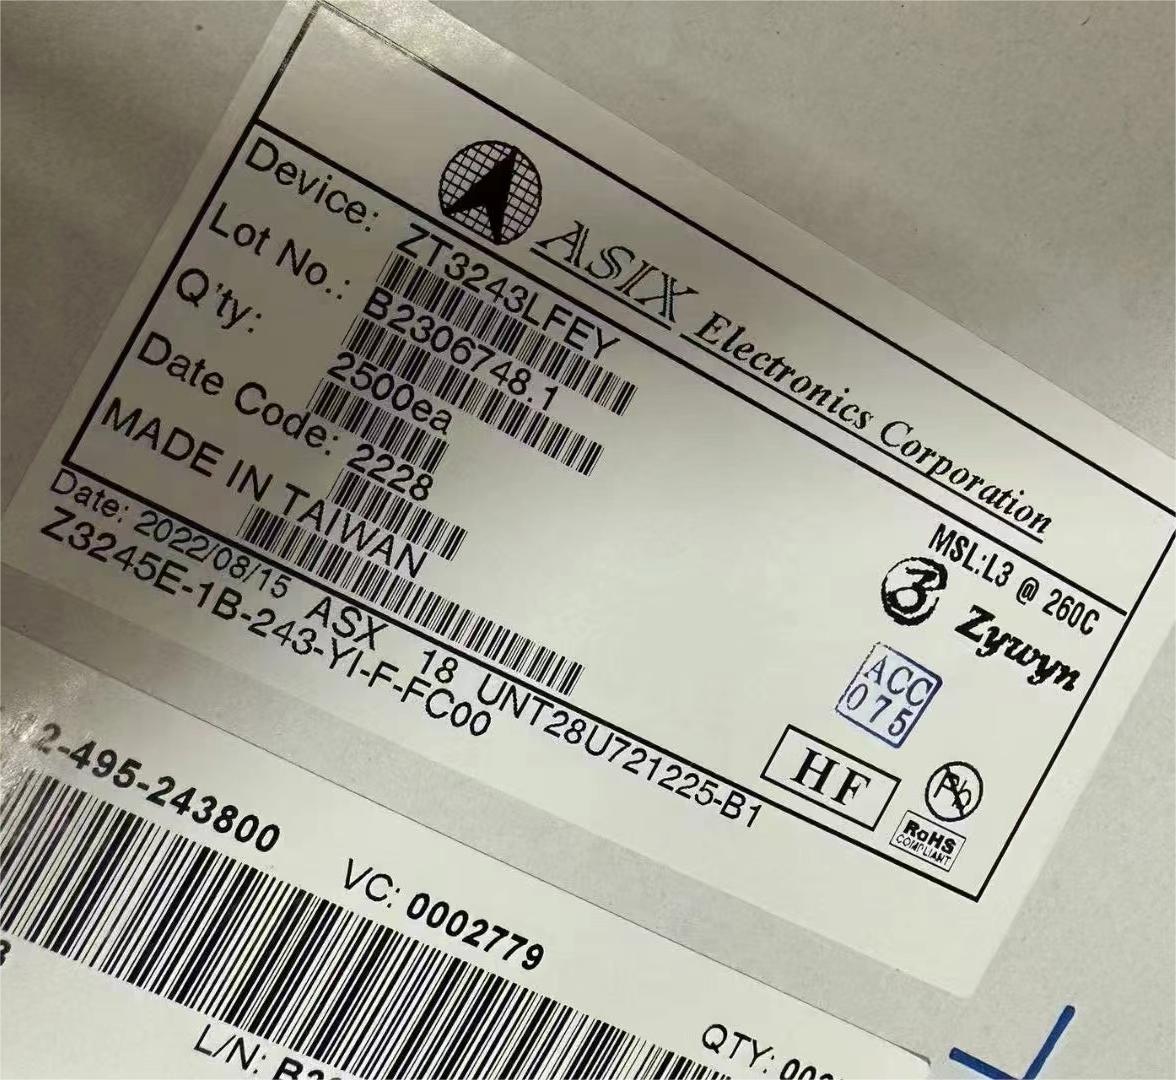 ASIX Electronics Corporation
Device: ZT3243LFEY
Lot No.: B2306748.1
Q'ty: 2500ea
Date Code: 2228
MADE IN TAIWAN
MSL:L3 @ 260C
Zywyn
ACC
075
HF
Pb
RoHS
COMPLIANT
Date: 2022/08/15 ASX 18 UNT28U721225-B1
Z3245E-1B-243-YI-F-FC00
2-495-243800
VC: 0002779
QTY:
L/N: